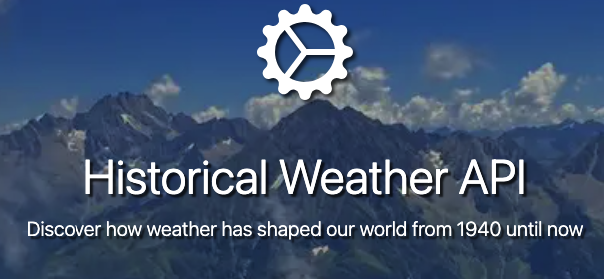 Historical Weather API
Discover how weather has shaped our world from 1940 until now